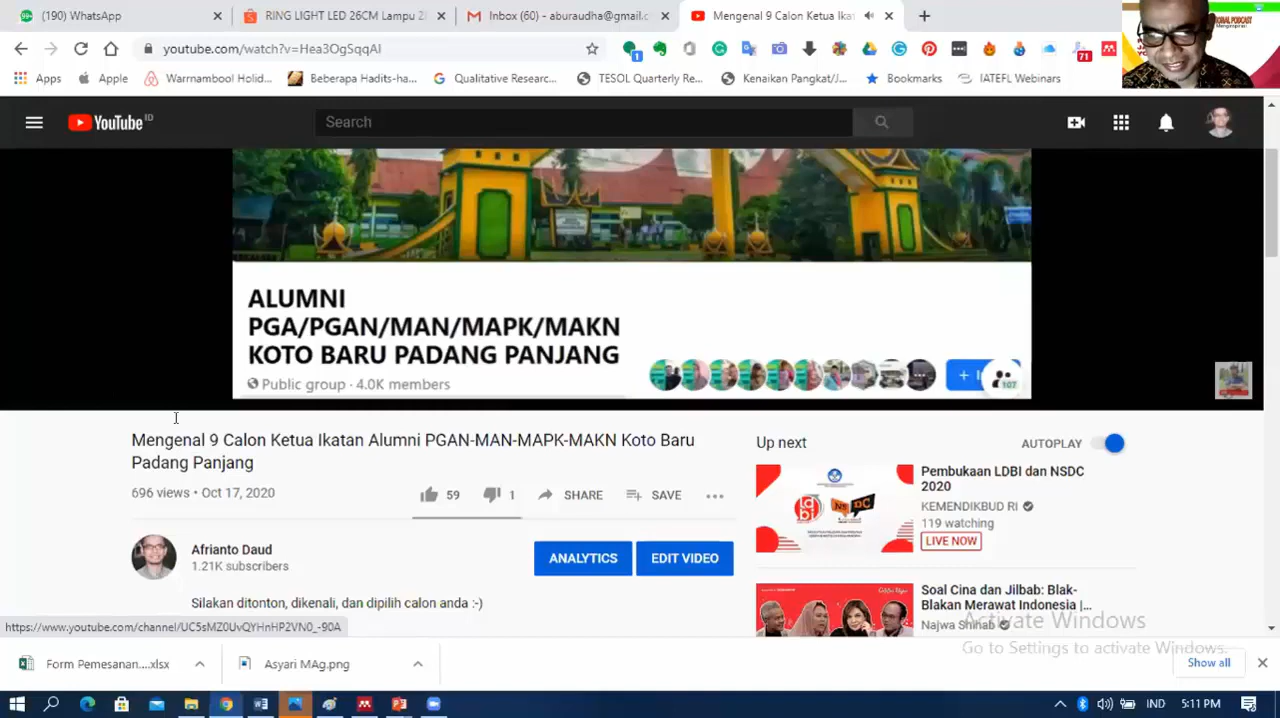 (190) WhatsApp
RING LIGHT LED 26CM Lampu 2
Inbox (60) - aburaudha@gmail.c
Mengenal 9 Calon Ketua Ika
youtube.com/watch?v=Hea3OgSqqAI
1
71
Apps
Apple
Warrnambool Holid...
Beberapa Hadits-ha...
Qualitative Researc...
TESOL Quarterly Re...
Kenaikan Pangkat/J...
Bookmarks
IATEFL Webinars
YouTube ID
Search
ALUMNI
PGA/PGAN/MAN/MAPK/MAKN
KOTO BARU PADANG PANJANG
Public group · 4.0K members
107
Mengenal 9 Calon Ketua Ikatan Alumni PGAN-MAN-MAPK-MAKN Koto Baru
Padang Panjang
696 views • Oct 17, 2020
59
1
SHARE
SAVE
Afrianto Daud
1.21K subscribers
ANALYTICS
EDIT VIDEO
Silakan ditonton, dikenali, dan dipilih calon anda :-)
Up next
AUTOPLAY
Pembukaan LDBI dan NSDC
2020
KEMENDIKBUD RI
119 watching
LIVE NOW
Soal Cina dan Jilbab: Blak-
Blakan Merawat Indonesia |...
Najwa Shihab
Activate Windows
Go to Settings to activate Windows.
Form Pemesanan....xlsx
Asyari MAg.png
Show all
IND
5:11 PM